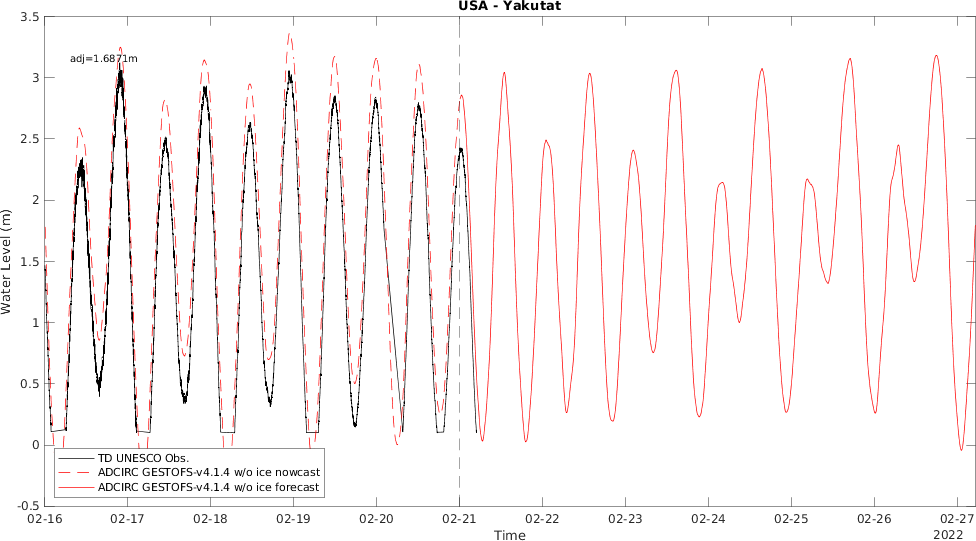 USA - Yakutat
adj=1.6871m
3.5
3
2.5
2
1.5
1
0.5
0
-0.5
Water Level (m)
TD UNESCO Obs.
ADCIRC GESTOFS-v4.1.4 w/o ice nowcast
ADCIRC GESTOFS-v4.1.4 w/o ice forecast
02-16 02-17 02-18 02-19 02-20 02-21 02-22 02-23 02-24 02-25 02-26 02-27
Time
2022